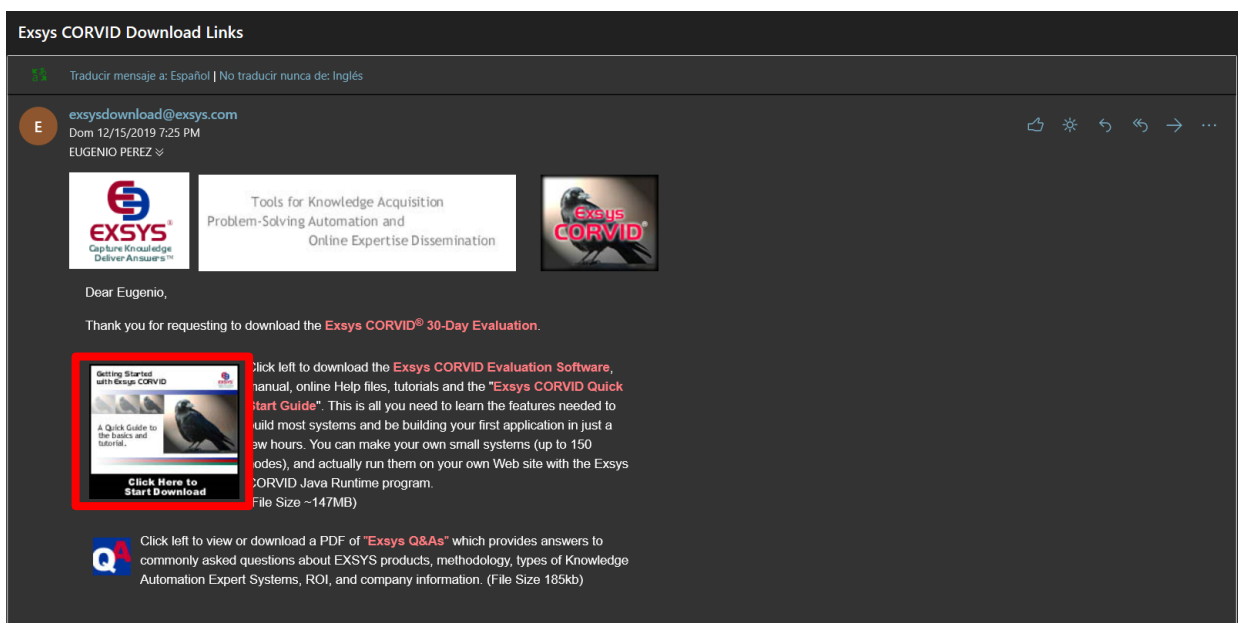 Exsys CORVID Download Links
Traducir mensaje a: Español | No traducir nunca de: Inglés
E
exsysdownload@exsys.com
Dom 12/15/2019 7:25 PM
EUGENIO PEREZ
EXSYS®
Capture Knowledge
Deliver Answers™
Tools for Knowledge Acquisition
Problem-Solving Automation and
Online Expertise Dissemination
Exsys
CORVID®
Dear Eugenio,
Thank you for requesting to download the Exsys CORVID® 30-Day Evaluation.
Getting Started
with Exsys CORVID
EXSYS
A Quick Guide to
the basics and
tutorial.
Click Here to
Start Download
Click left to download the Exsys CORVID Evaluation Software,
manual, online Help files, tutorials and the "Exsys CORVID Quick
Start Guide". This is all you need to learn the features needed to
build most systems and be building your first application in just a
few hours. You can make your own small systems (up to 150
nodes), and actually run them on your own Web site with the Exsys
CORVID Java Runtime program.
(File Size ~147MB)
QA
Click left to view or download a PDF of "Exsys Q&As" which provides answers to
commonly asked questions about EXSYS products, methodology, types of Knowledge
Automation Expert Systems, ROI, and company information. (File Size 185kb)